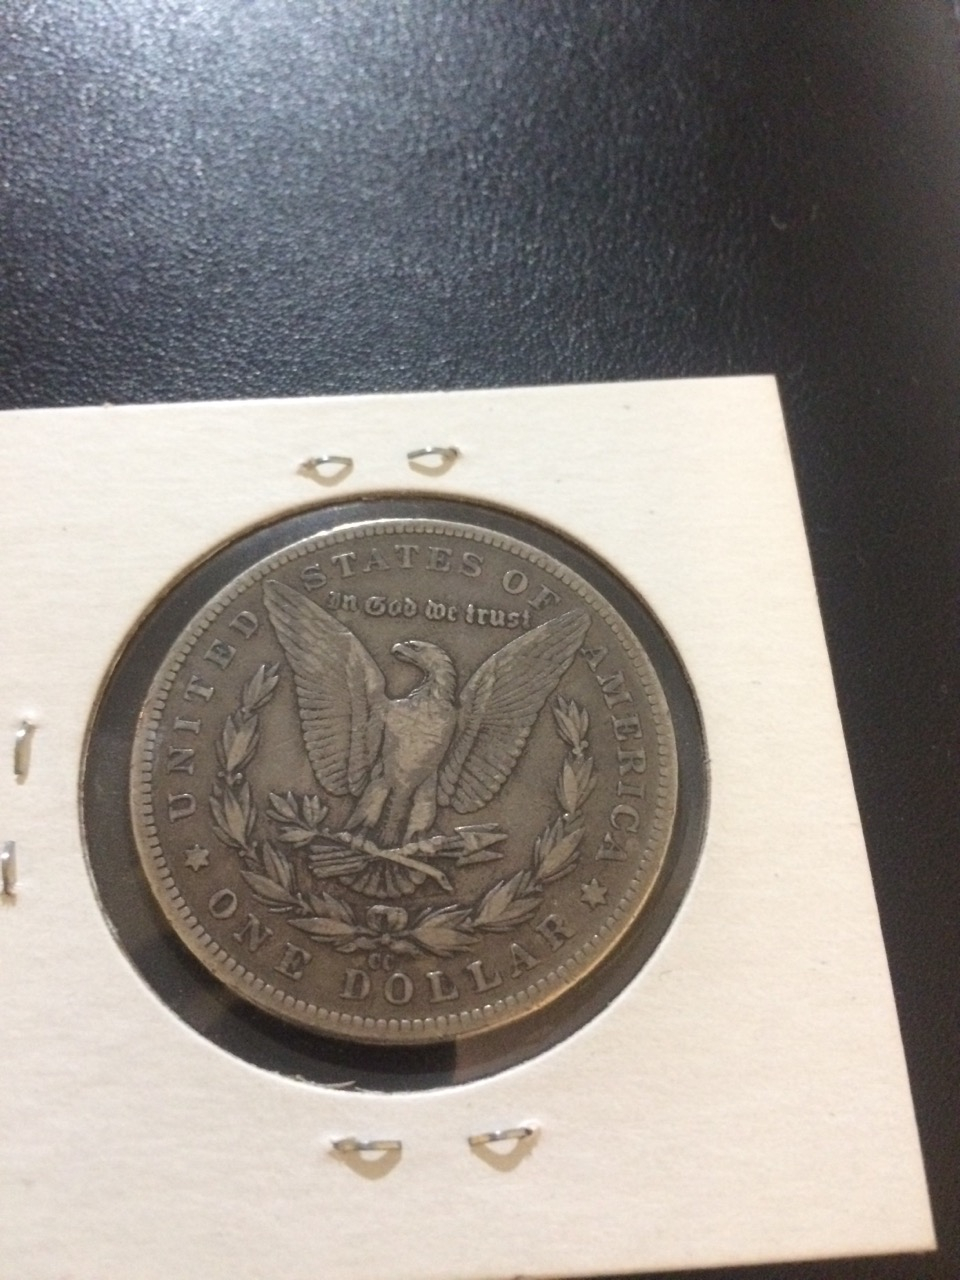 UNITED STATES OF AMERICA
In God we trust
CC
ONE DOLLAR